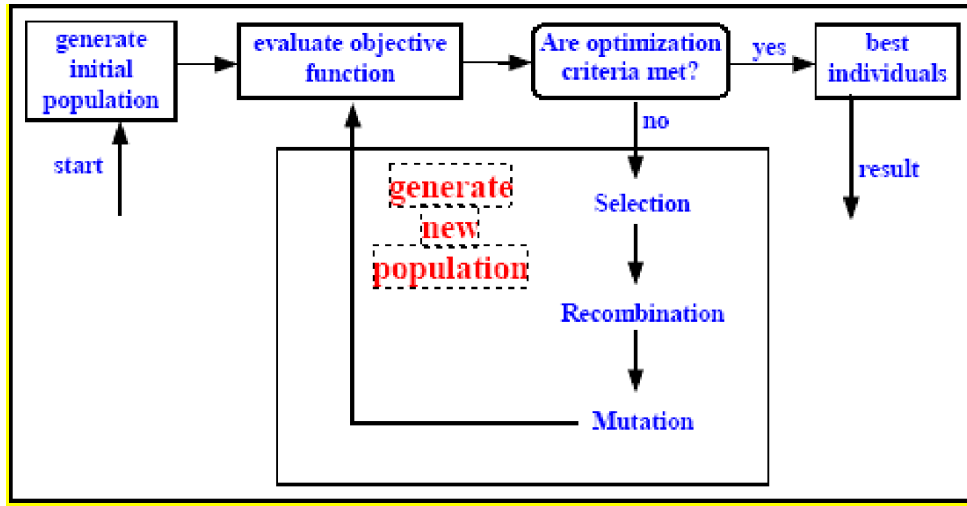 generate
initial
population
evaluate objective
function
Are optimization
criteria met?
yes
best
individuals
start
no
result
generate
new
population
Selection
Recombination
Mutation